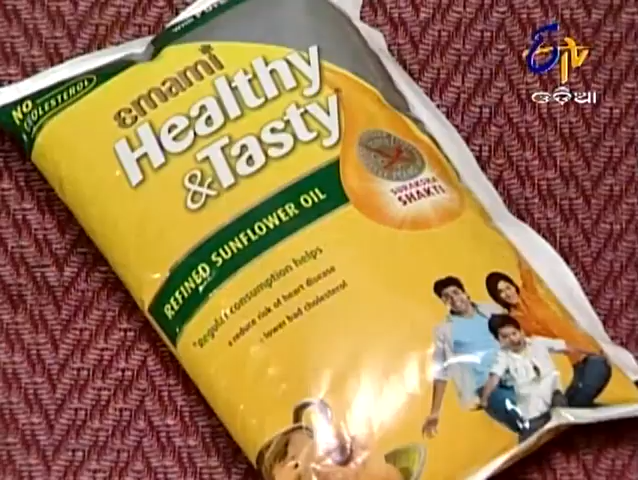 NO
CHOLESTEROL
emami
Healthy
& Tasty
REFINED SUNFLOWER OIL
SURAKSHA
SHAKTI
*Regular consumption helps
• reduce risk of heart disease
• lower bad cholesterol
ETV
ଓଡ଼ିଆ